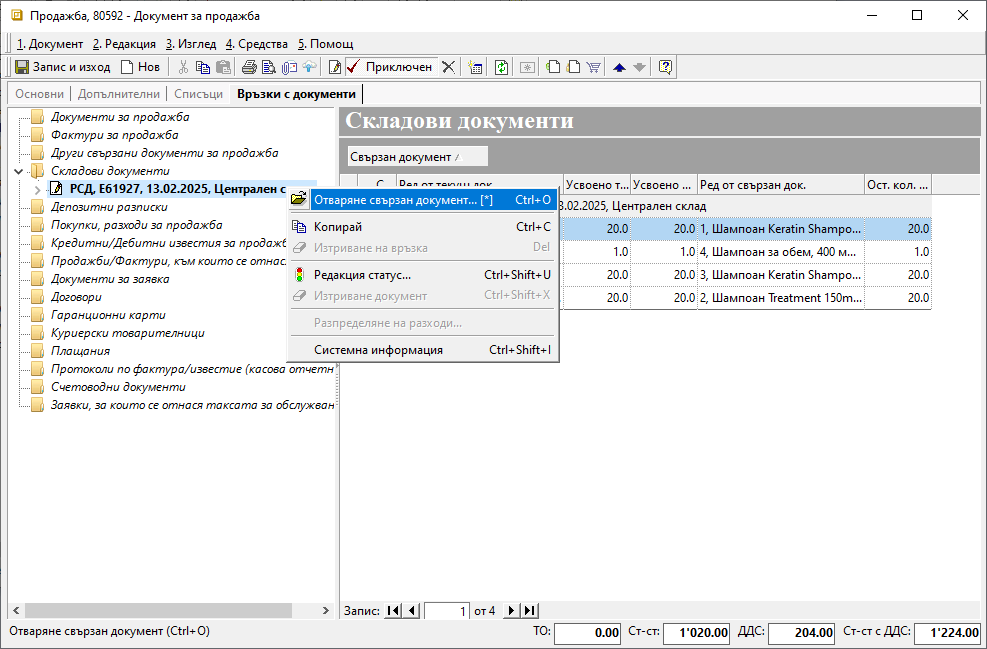 Продажба, 80592 - Документ за продажба
1. Документ 2. Редакция 3. Изглед 4. Средства 5. Помощ
Запис и изход Нов Приключен
Основни Допълнителни Списъци Връзки с документи
Документи за продажба
Фактури за продажба
Други свързани документи за продажба
Складови документи
РСД, Е61927, 13.02.2025, Централен с
Депозитни разписки
Покупки, разходи за продажба
Кредитни/Дебитни известия за продажб
Продажби/Фактури, към които се отнас
Документи за заявка
Договори
Гаранционни карти
Куриерски товарителници
Плащания
Протоколи по фактура/известие (касова отчетн
Счетоводни документи
Заявки, за които се отнася таксата за обслужван
Складови документи
Свързан документ /
С Ред от текущ док. Усвоено т... Усвоено ... Ред от свързан док. Ост. кол. ...
3.02.2025, Централен склад
20.0 20.0 1, Шампоан Keratin Shampo... 20.0
1.0 1.0 4, Шампоан за обем, 400 м... 1.0
20.0 20.0 3, Шампоан Keratin Shampo... 20.0
20.0 20.0 2, Шампоан Treatment 150m... 20.0
Отваряне свързан документ... [*] Ctrl+O
Копирай Ctrl+C
Изтриване на връзка Del
Редакция статус... Ctrl+Shift+U
Изтриване документ Ctrl+Shift+X
Разпределяне на разходи...
Системна информация Ctrl+Shift+I
Запис: 1 от 4
Отваряне свързан документ (Ctrl+O)
ТО: 0.00 Ст-ст: 1'020.00 ДДС: 204.00 Ст-ст с ДДС: 1'224.00